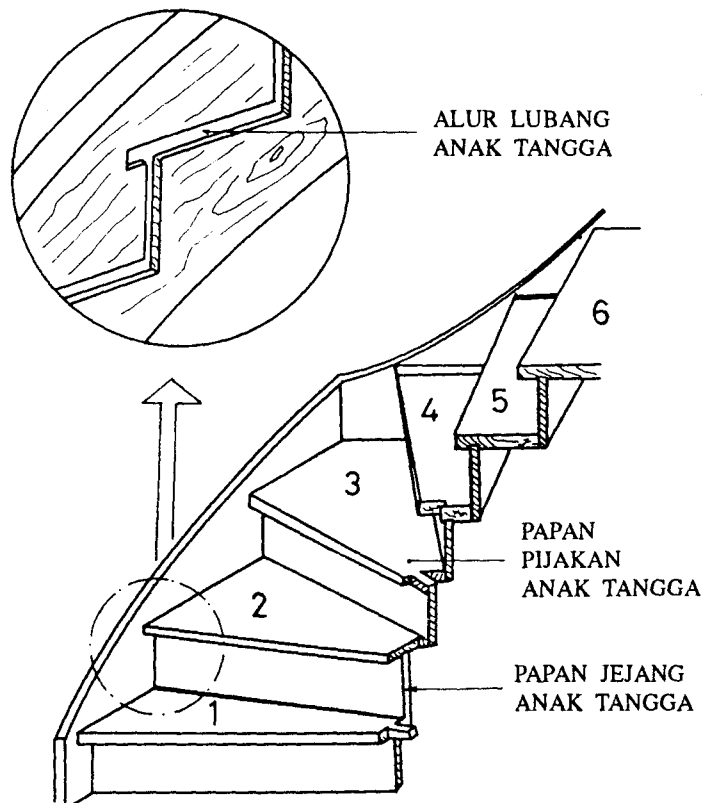 ALUR LUBANG
ANAK TANGGA
6
5
4
3
PAPAN
PIJAKAN
ANAK TANGGA
2
PAPAN JEJANG
ANAK TANGGA
1